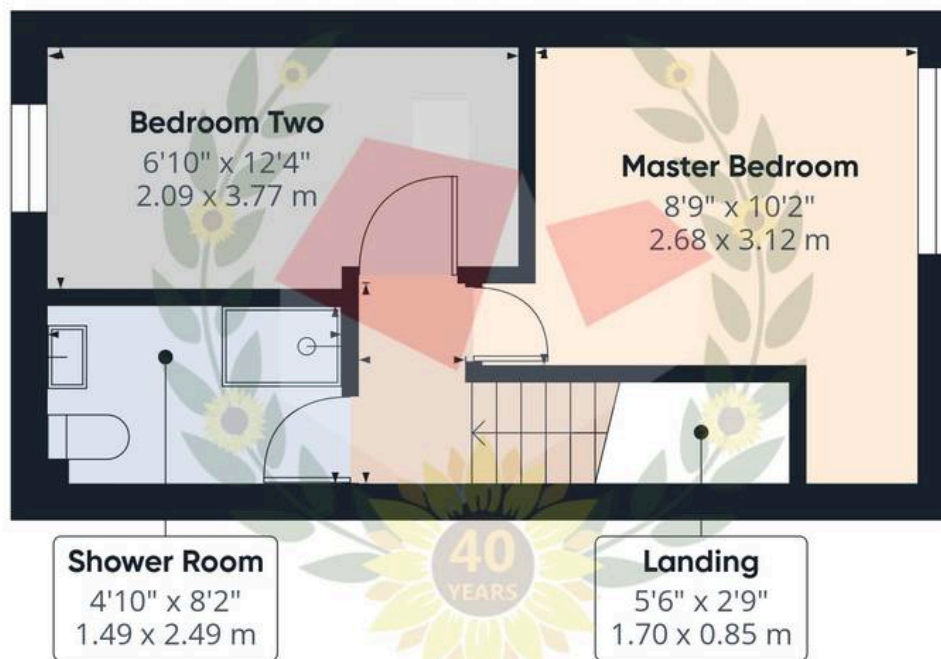 Bedroom Two
6'10" x 12'4"
2.09 x 3.77 m
Master Bedroom
8'9" x 10'2"
2.68 x 3.12 m
Shower Room
4'10" x 8'2"
1.49 x 2.49 m
Landing
5'6" x 2'9"
1.70 x 0.85 m
40
YEARS